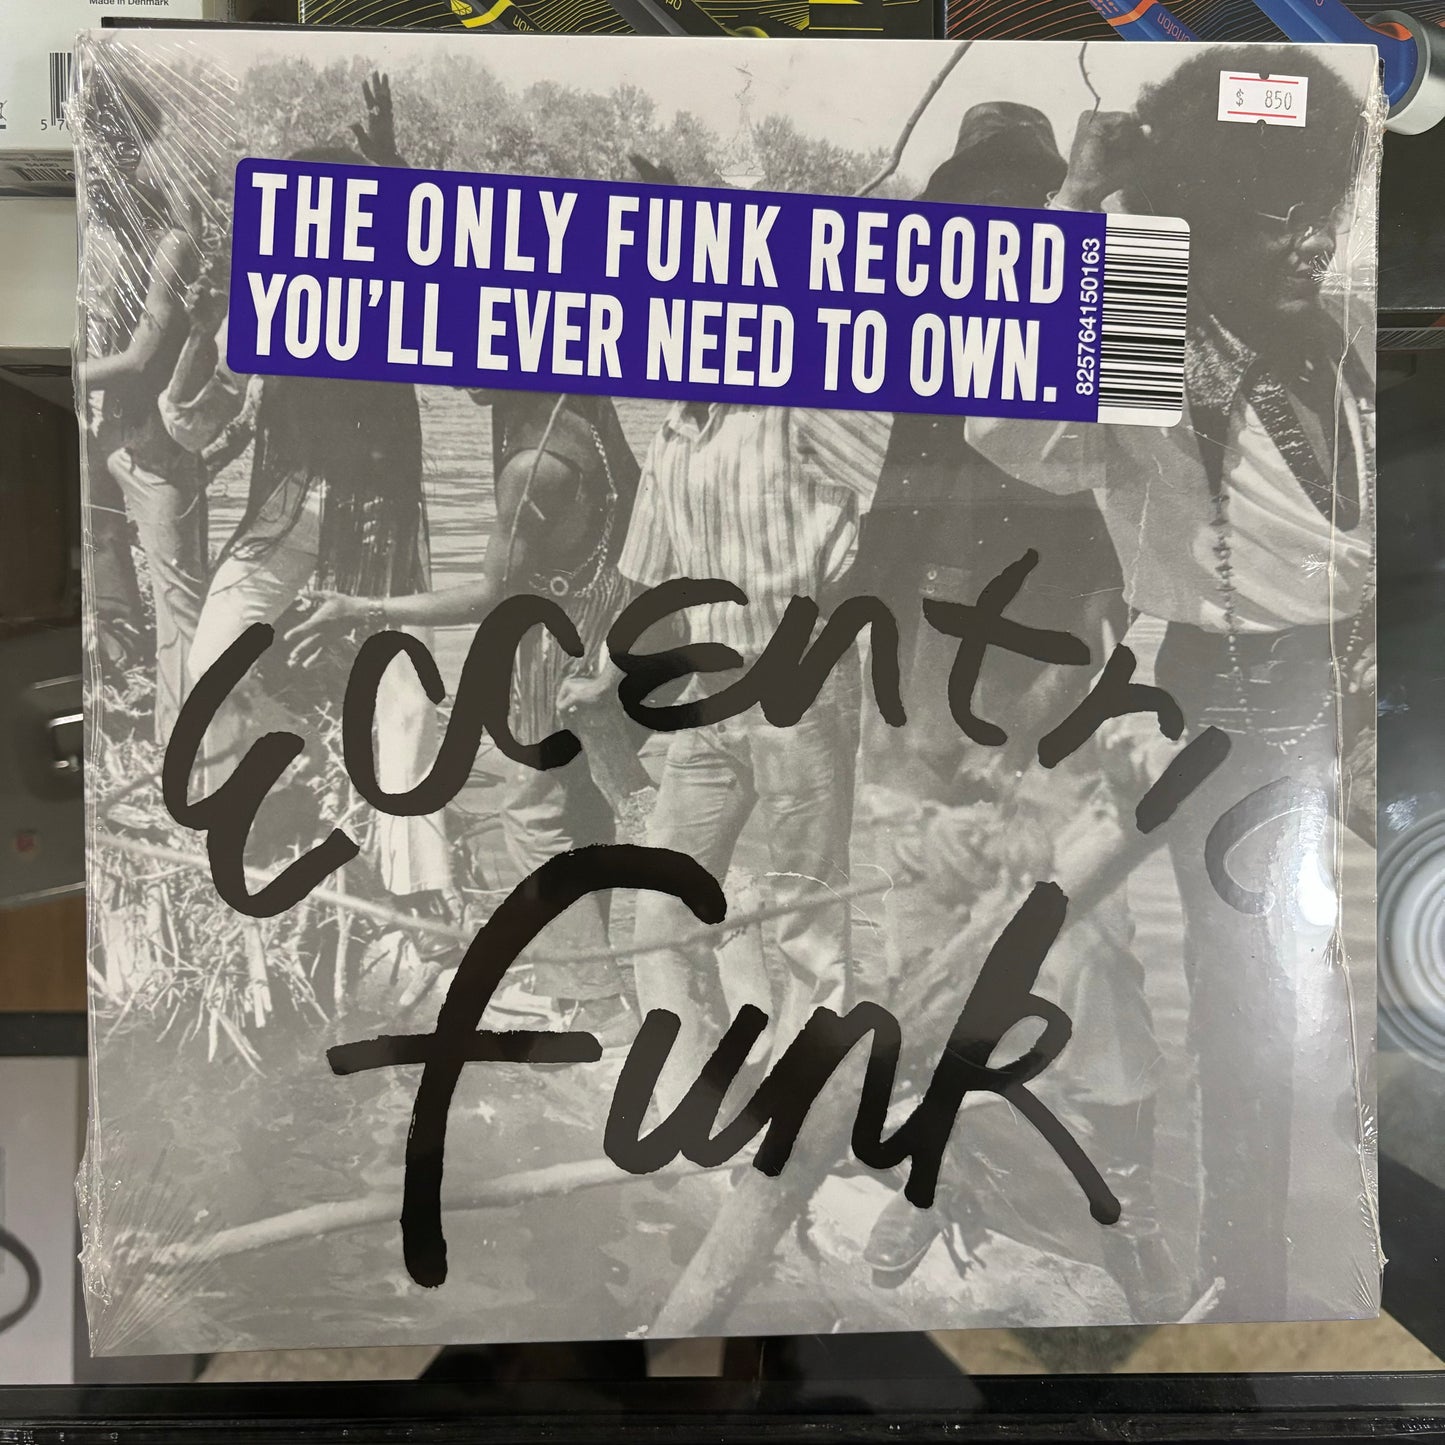 Made in Denmark
$ 850
THE ONLY FUNK RECORD
YOU'LL EVER NEED TO OWN.
825764150163
Eccentric
Funk